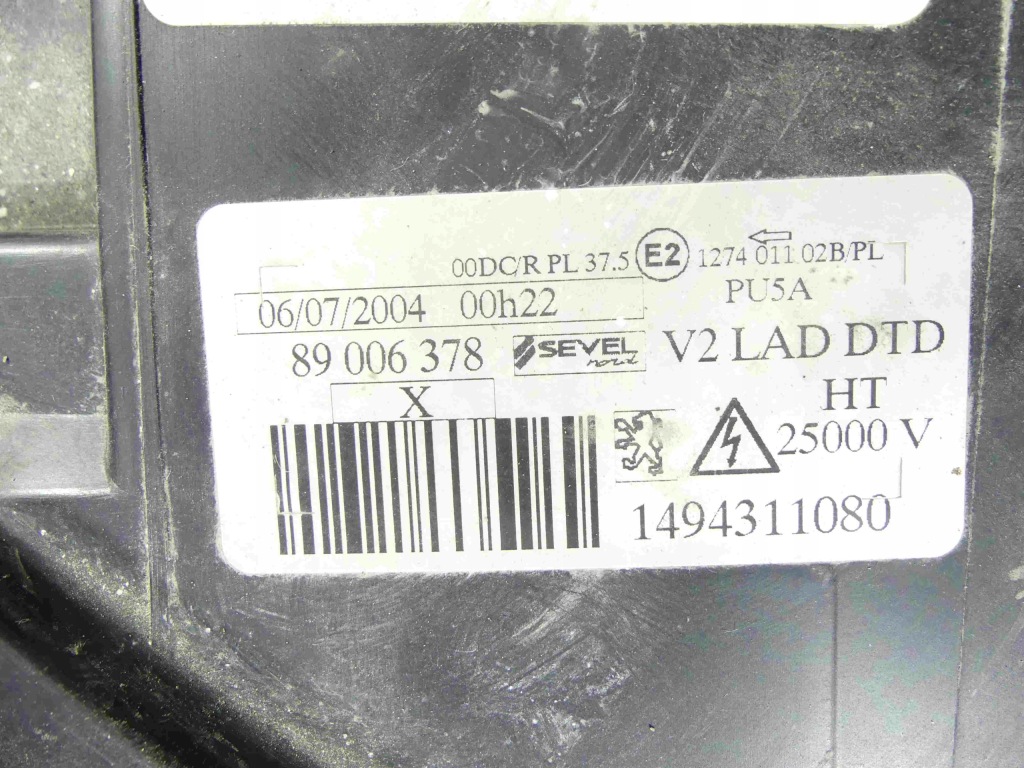 00DC/R PL 37.5 E2 1274 011 02B/PL
06/07/2004 00h22 PU5A
89 006 378 SEVEL nord V2 LAD DTD
X HT
25000 V
1494311080